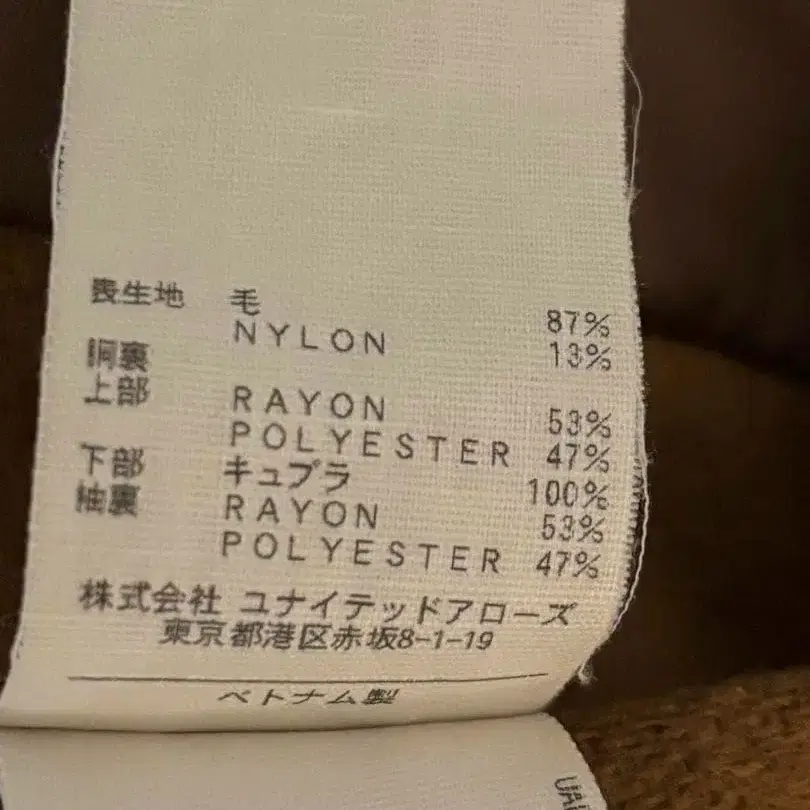 表生地 毛 87%
NYLON 13%
胴裏
上部 RAYON 53%
POLYESTER 47%
下部 キュプラ 100%
袖裏 RAYON 53%
POLYESTER 47%
株式会社 ユナイテッドアローズ
東京都港区赤坂8-1-19
ベトナム製